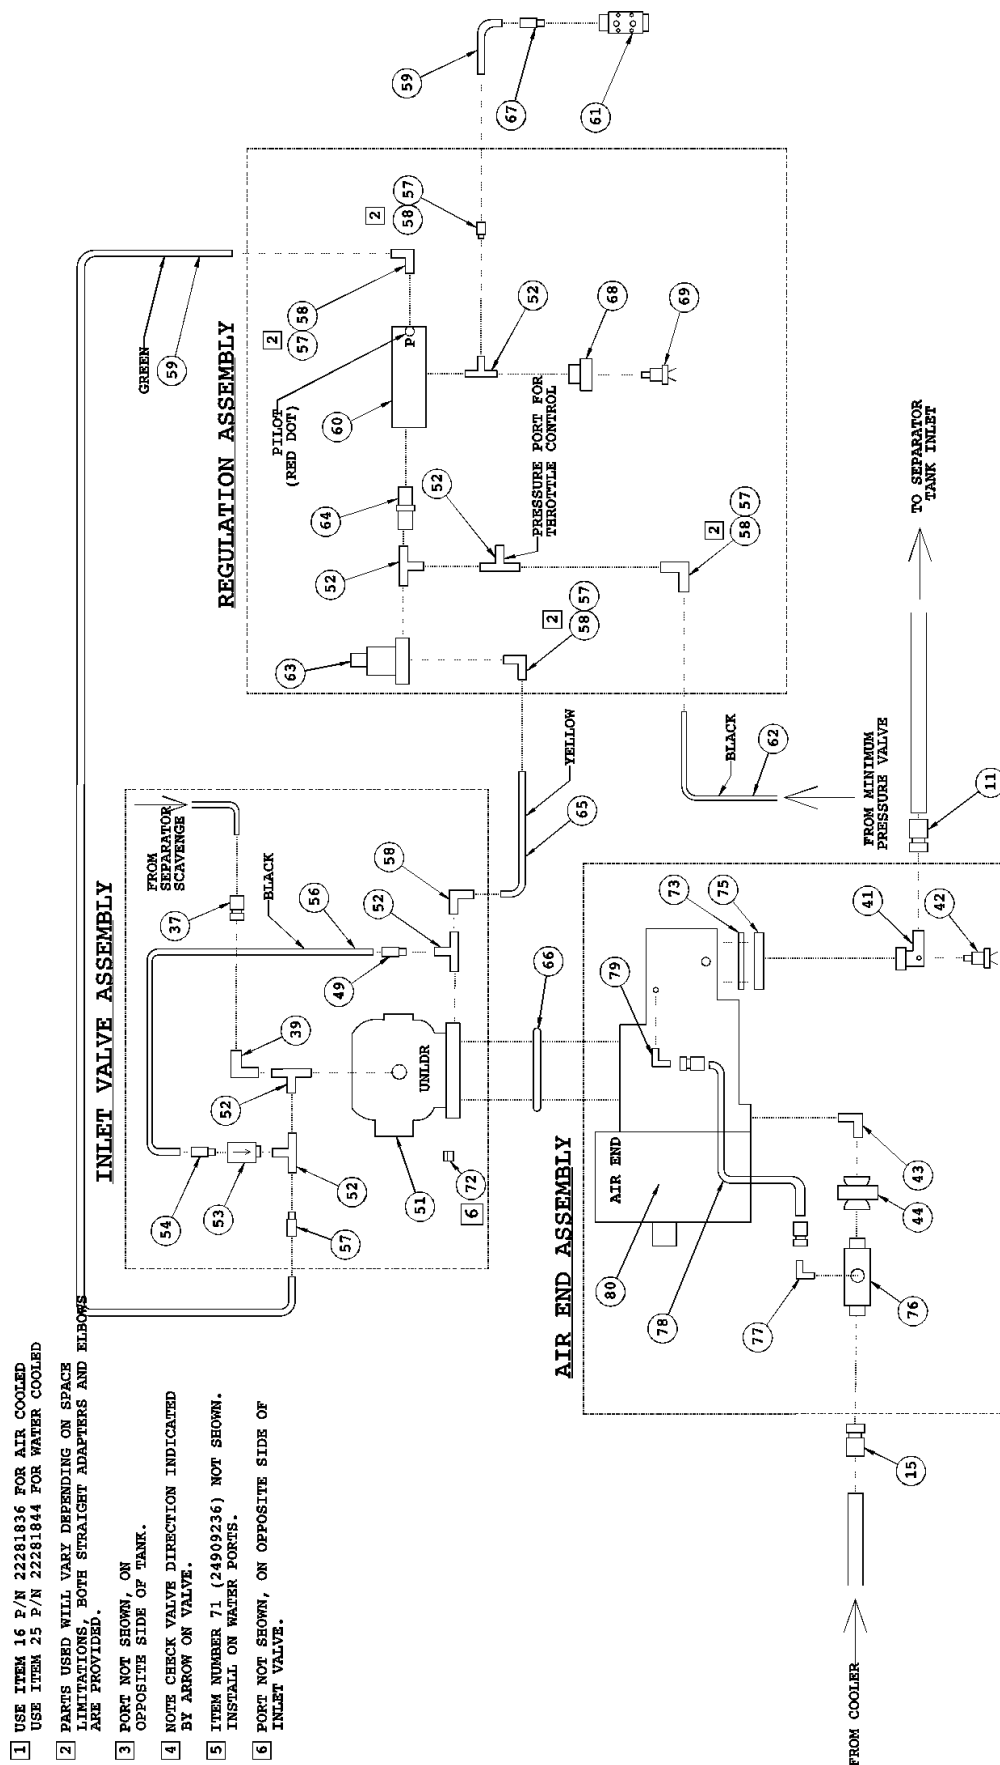 1 USE ITEM 16 P/N 22281836 FOR AIR COOLED
USE ITEM 25 P/N 22281844 FOR WATER COOLED
2 PARTS USED WILL VARY DEPENDING ON SPACE
LIMITATIONS, BOTH STRAIGHT ADAPTERS AND ELBOWS
ARE PROVIDED.
3 PORT NOT SHOWN, ON
OPPOSITE SIDE OF TANK.
4 NOTE CHECK VALVE DIRECTION INDICATED
BY ARROW ON VALVE.
5 ITEM NUMBER 71 (24909236) NOT SHOWN.
INSTALL ON WATER PORTS.
6 PORT NOT SHOWN, ON OPPOSITE SIDE OF
INLET VALVE.
INLET VALVE ASSEMBLY
FROM
SEPARATOR
SCAVENGE
37
BLACK
56
54
53
39
52
52
57
49
52
58
UNLDR
51
72
6
66
YELLOW
65
GREEN
59
REGULATION ASSEMBLY
PILOT
(RED DOT)
P
60
2
57
58
2
58
57
64
52
52
PRESSURE PORT FOR
THROTTLE CONTROL
52
68
69
63
2
58
57
2
58
57
59
67
61
BLACK
62
FROM MINIMUM
PRESSURE VALVE
TO SEPARATOR
TANK INLET
11
AIR END ASSEMBLY
AIR END
80
79
78
77
73
75
41
42
43
44
76
15
FROM COOLER